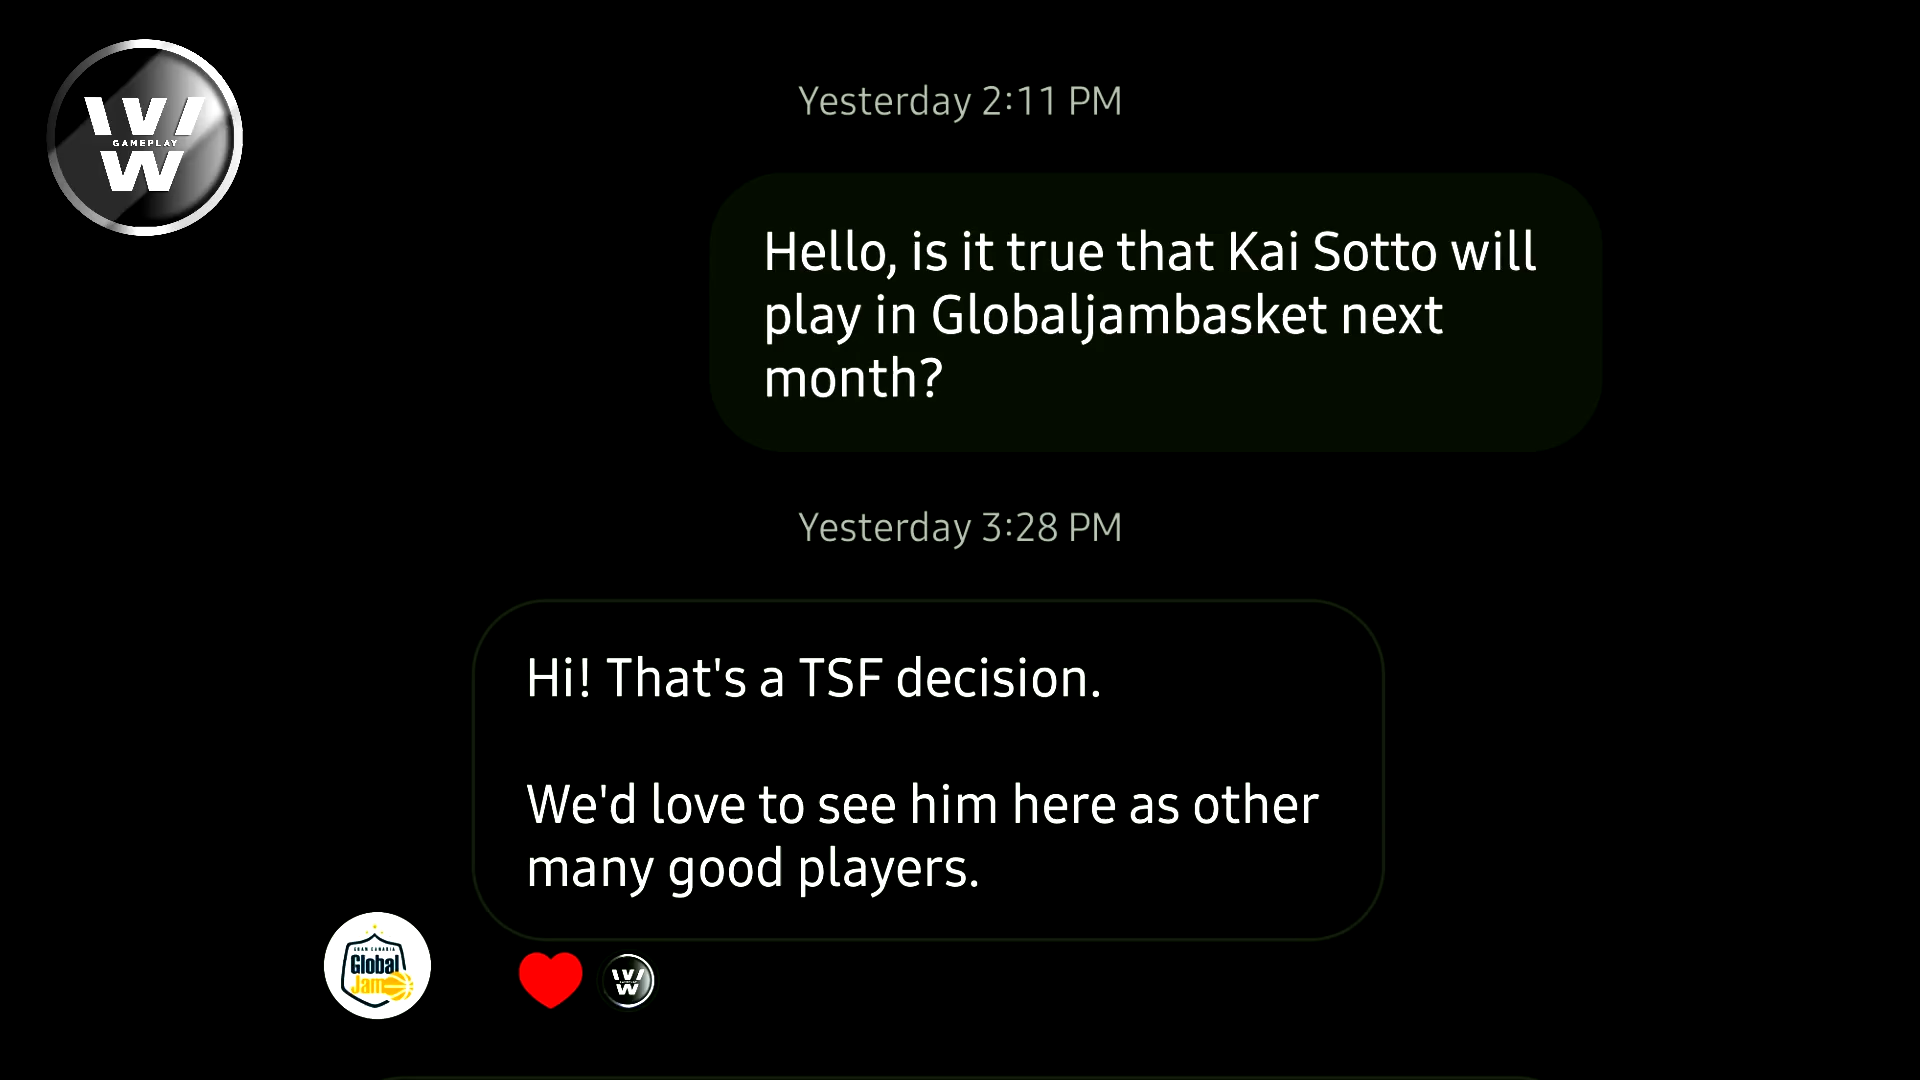 GAMEPLAY
W
Yesterday 2:11 PM
Hello, is it true that Kai Sotto will
play in Globaljambasket next
month?
Yesterday 3:28 PM
Hi! That's a TSF decision.
We'd love to see him here as other
many good players.
GRAN CANARIA
Global
Jam
W